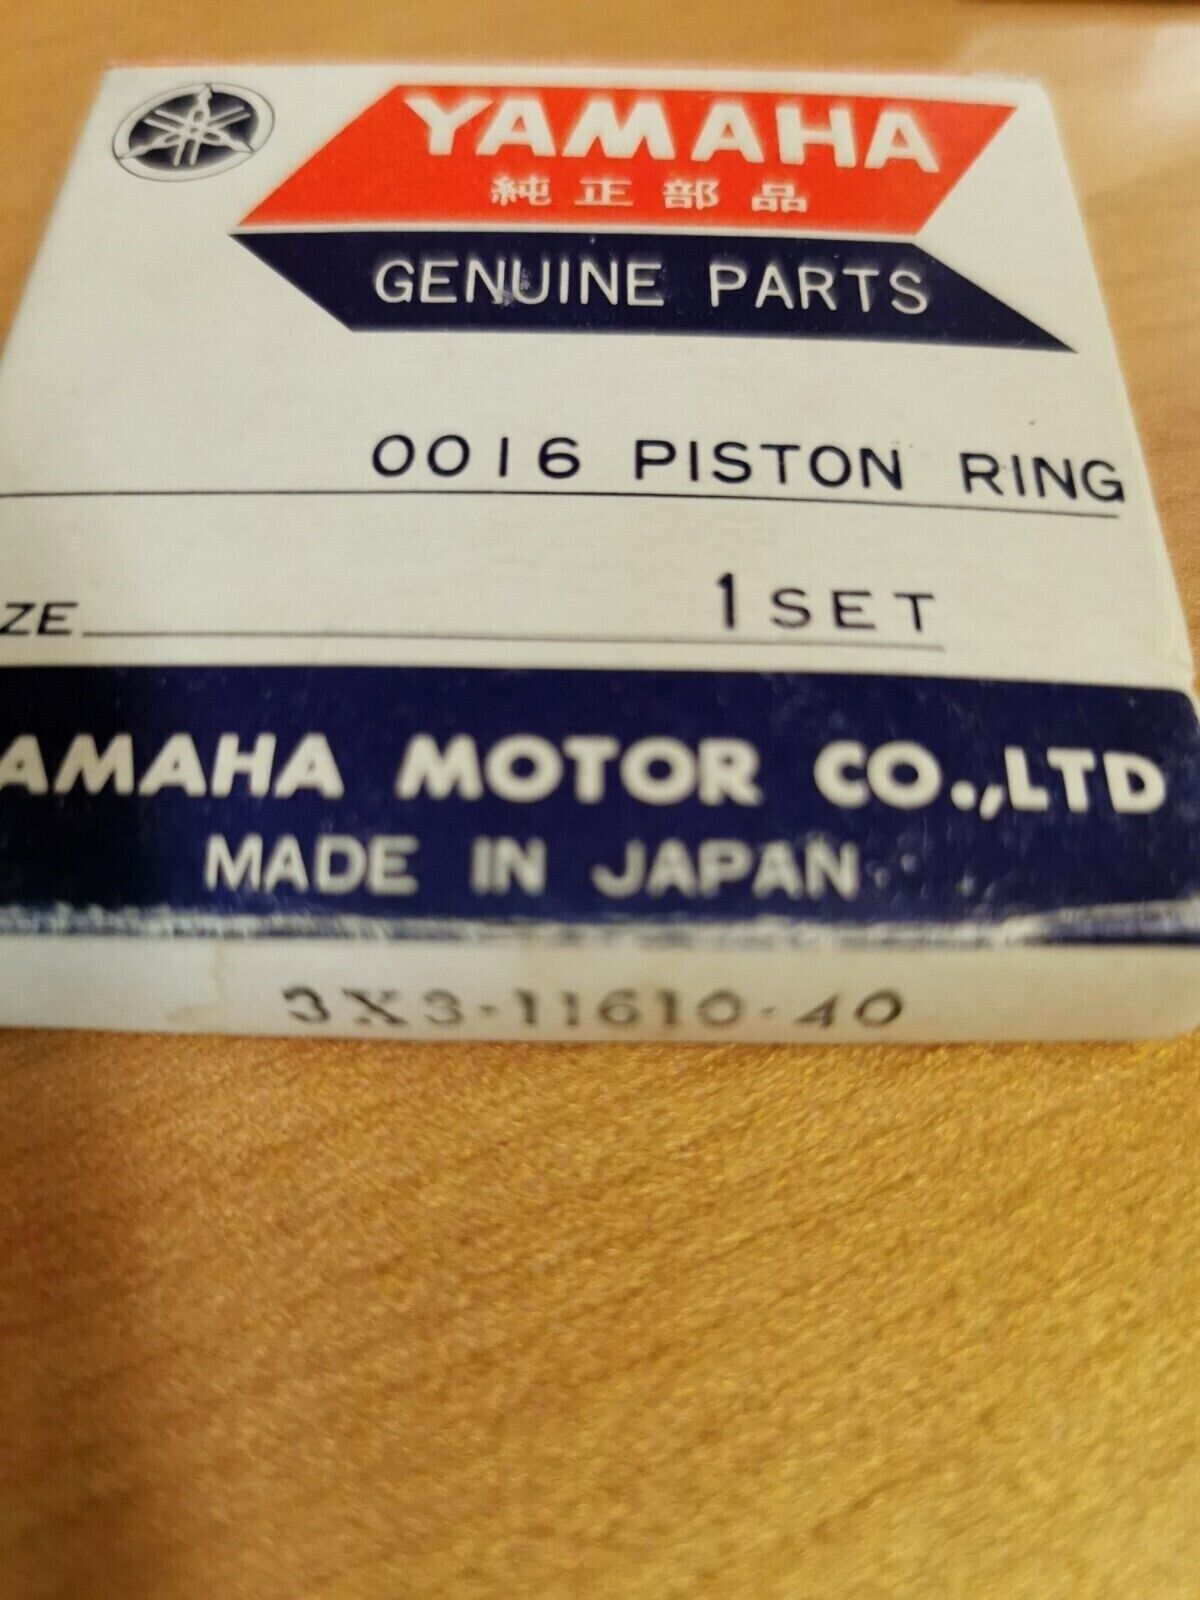 YAMAHA
純正部品
GENUINE PARTS
0016 PISTON RING
ZE 1 SET
AMAHA MOTOR CO.,LTD
MADE IN JAPAN
3X3-11610-40